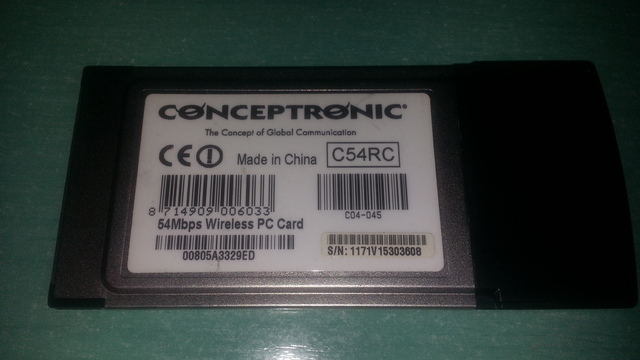 CONCEPTRONIC®
The Concept of Global Communication
CE Made in China C54RC
8 714909 006033
C04-045
54Mbps Wireless PC Card
00805A3329ED
S/N: 1171V15303608